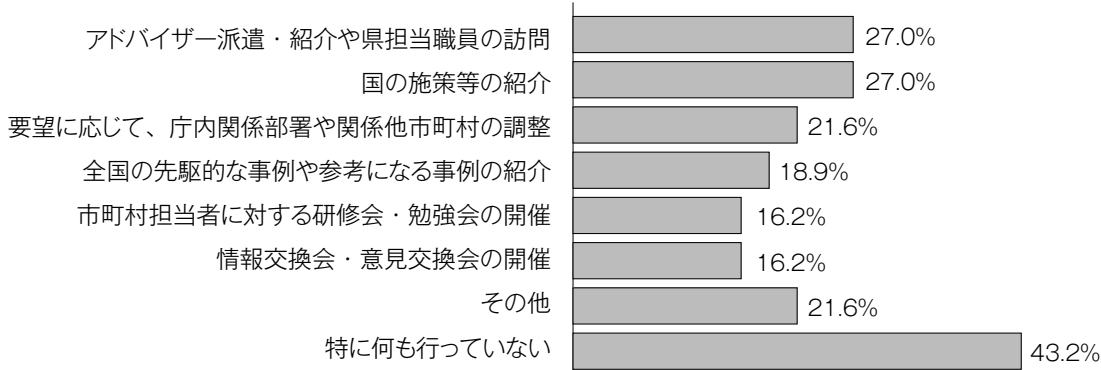 アドバイザー派遣・紹介や県担当職員の訪問 27.0%
国の施策等の紹介 27.0%
要望に応じて、庁内関係部署や関係他市町村の調整 21.6%
全国の先駆的な事例や参考になる事例の紹介 18.9%
市町村担当者に対する研修会・勉強会の開催 16.2%
情報交換会・意見交換会の開催 16.2%
その他 21.6%
特に何も行っていない 43.2%